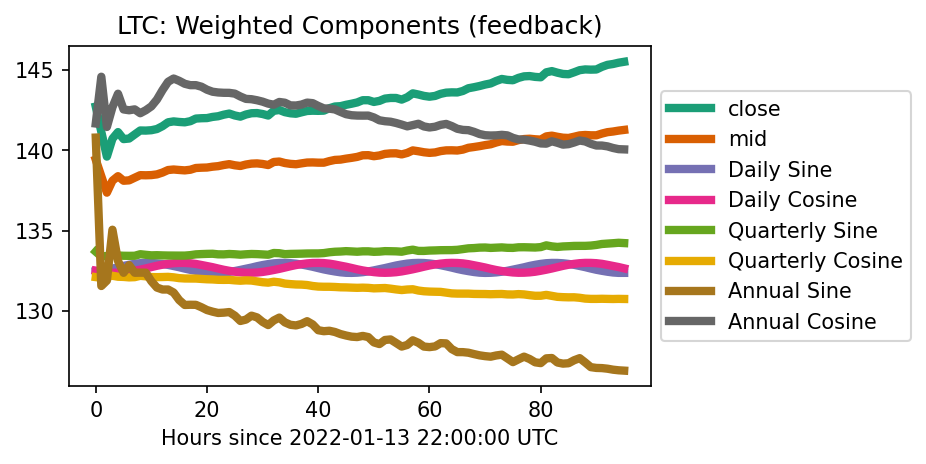 LTC: Weighted Components (feedback)
145
140
135
130
0
20
40
60
80
Hours since 2022-01-13 22:00:00 UTC
close
mid
Daily Sine
Daily Cosine
Quarterly Sine
Quarterly Cosine
Annual Sine
Annual Cosine